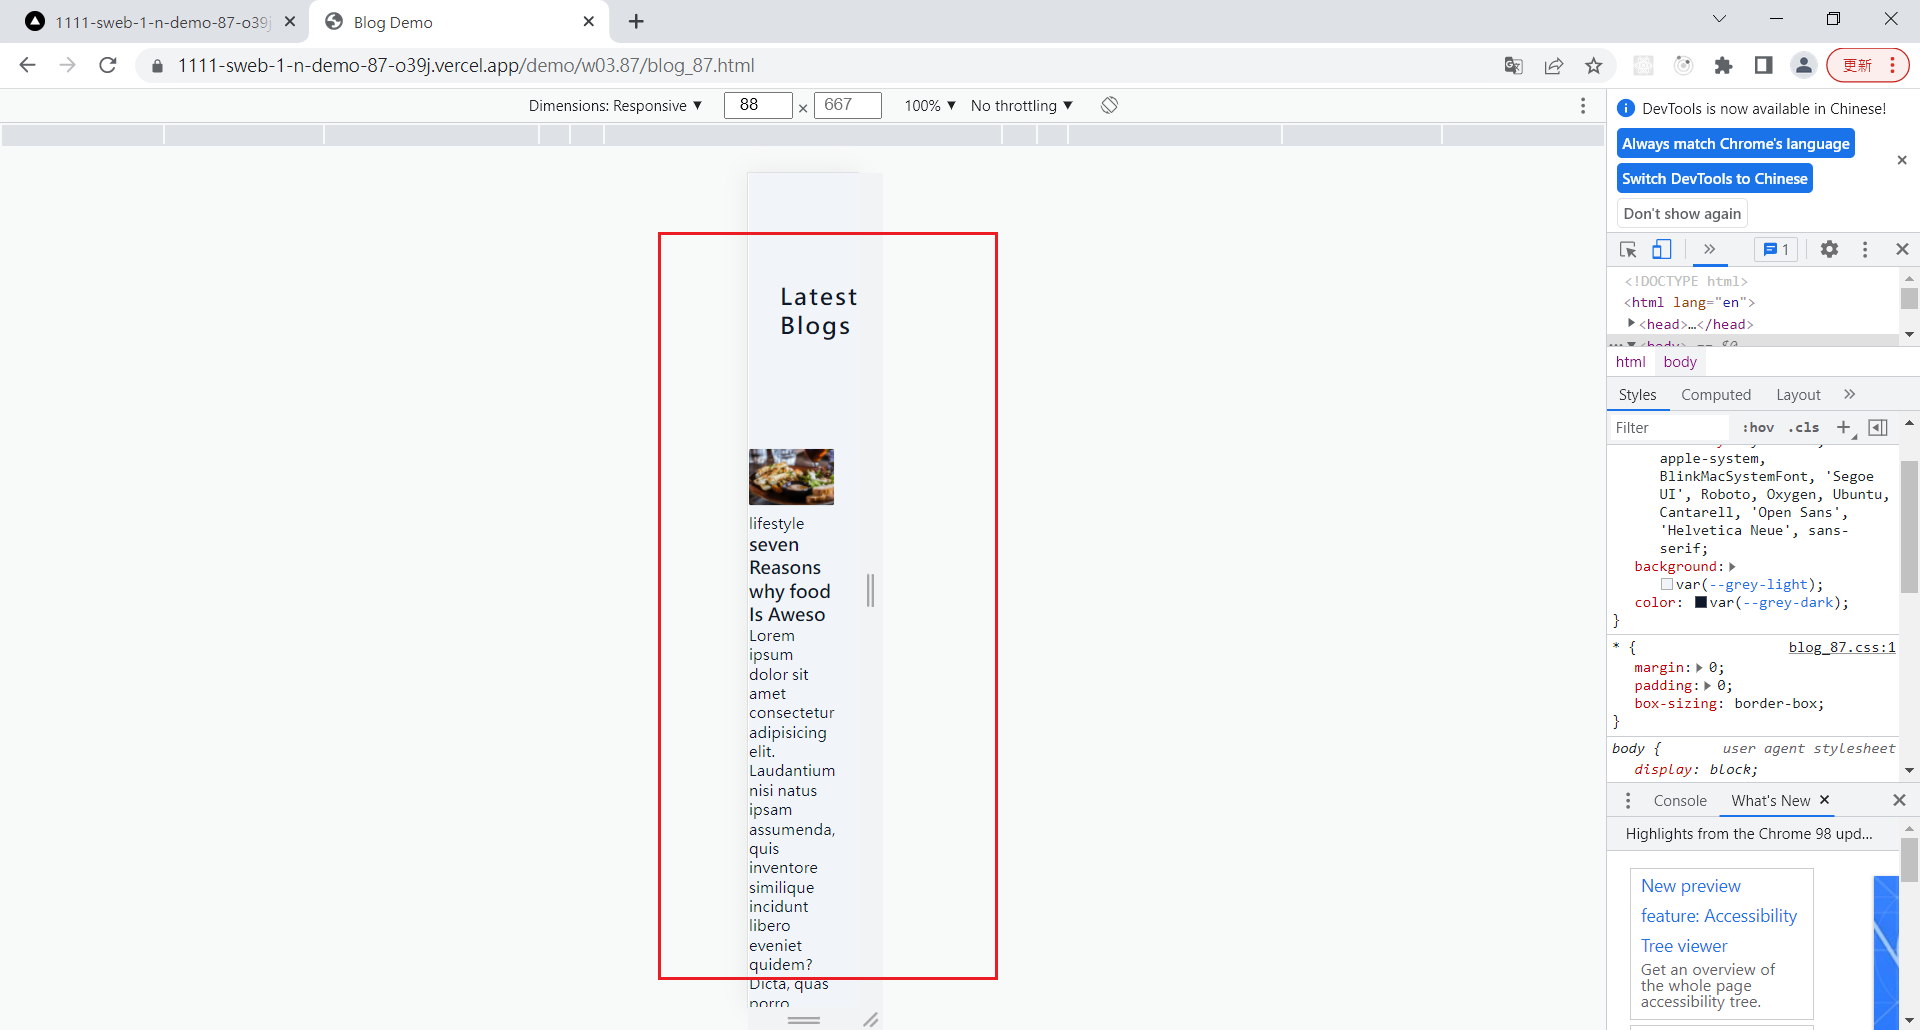 1111-sweb-1-n-demo-87-o39j
Blog Demo
1111-sweb-1-n-demo-87-o39j.vercel.app/demo/w03.87/blog_87.html
更新
Dimensions: Responsive ▼ 88 × 667 100% ▼ No throttling ▼
DevTools is now available in Chinese!
Always match Chrome's language
Switch DevTools to Chinese
Don't show again
1
<!DOCTYPE html>
<html lang="en">
<head>…</head>
<body> == $0
html body
Styles Computed Layout
Filter :hov .cls
apple-system,
BlinkMacSystemFont, 'Segoe
UI', Roboto, Oxygen, Ubuntu,
Cantarell, 'Open Sans',
'Helvetica Neue', sans-
serif;
background:
var(--grey-light);
color: var(--grey-dark);
}
* { blog_87.css:1
margin: 0;
padding: 0;
box-sizing: border-box;
}
body { user agent stylesheet
display: block;
Console What's New
Highlights from the Chrome 98 upd...
New preview
feature: Accessibility
Tree viewer
Get an overview of
the whole page
accessibility tree.
Latest
Blogs
lifestyle
seven
Reasons
why food
Is Aweso
Lorem
ipsum
dolor sit
amet
consectetur
adipisicing
elit.
Laudantium
nisi natus
ipsam
assumenda,
quis
inventore
similique
incidunt
libero
eveniet
quidem?
Dicta, quas
porro